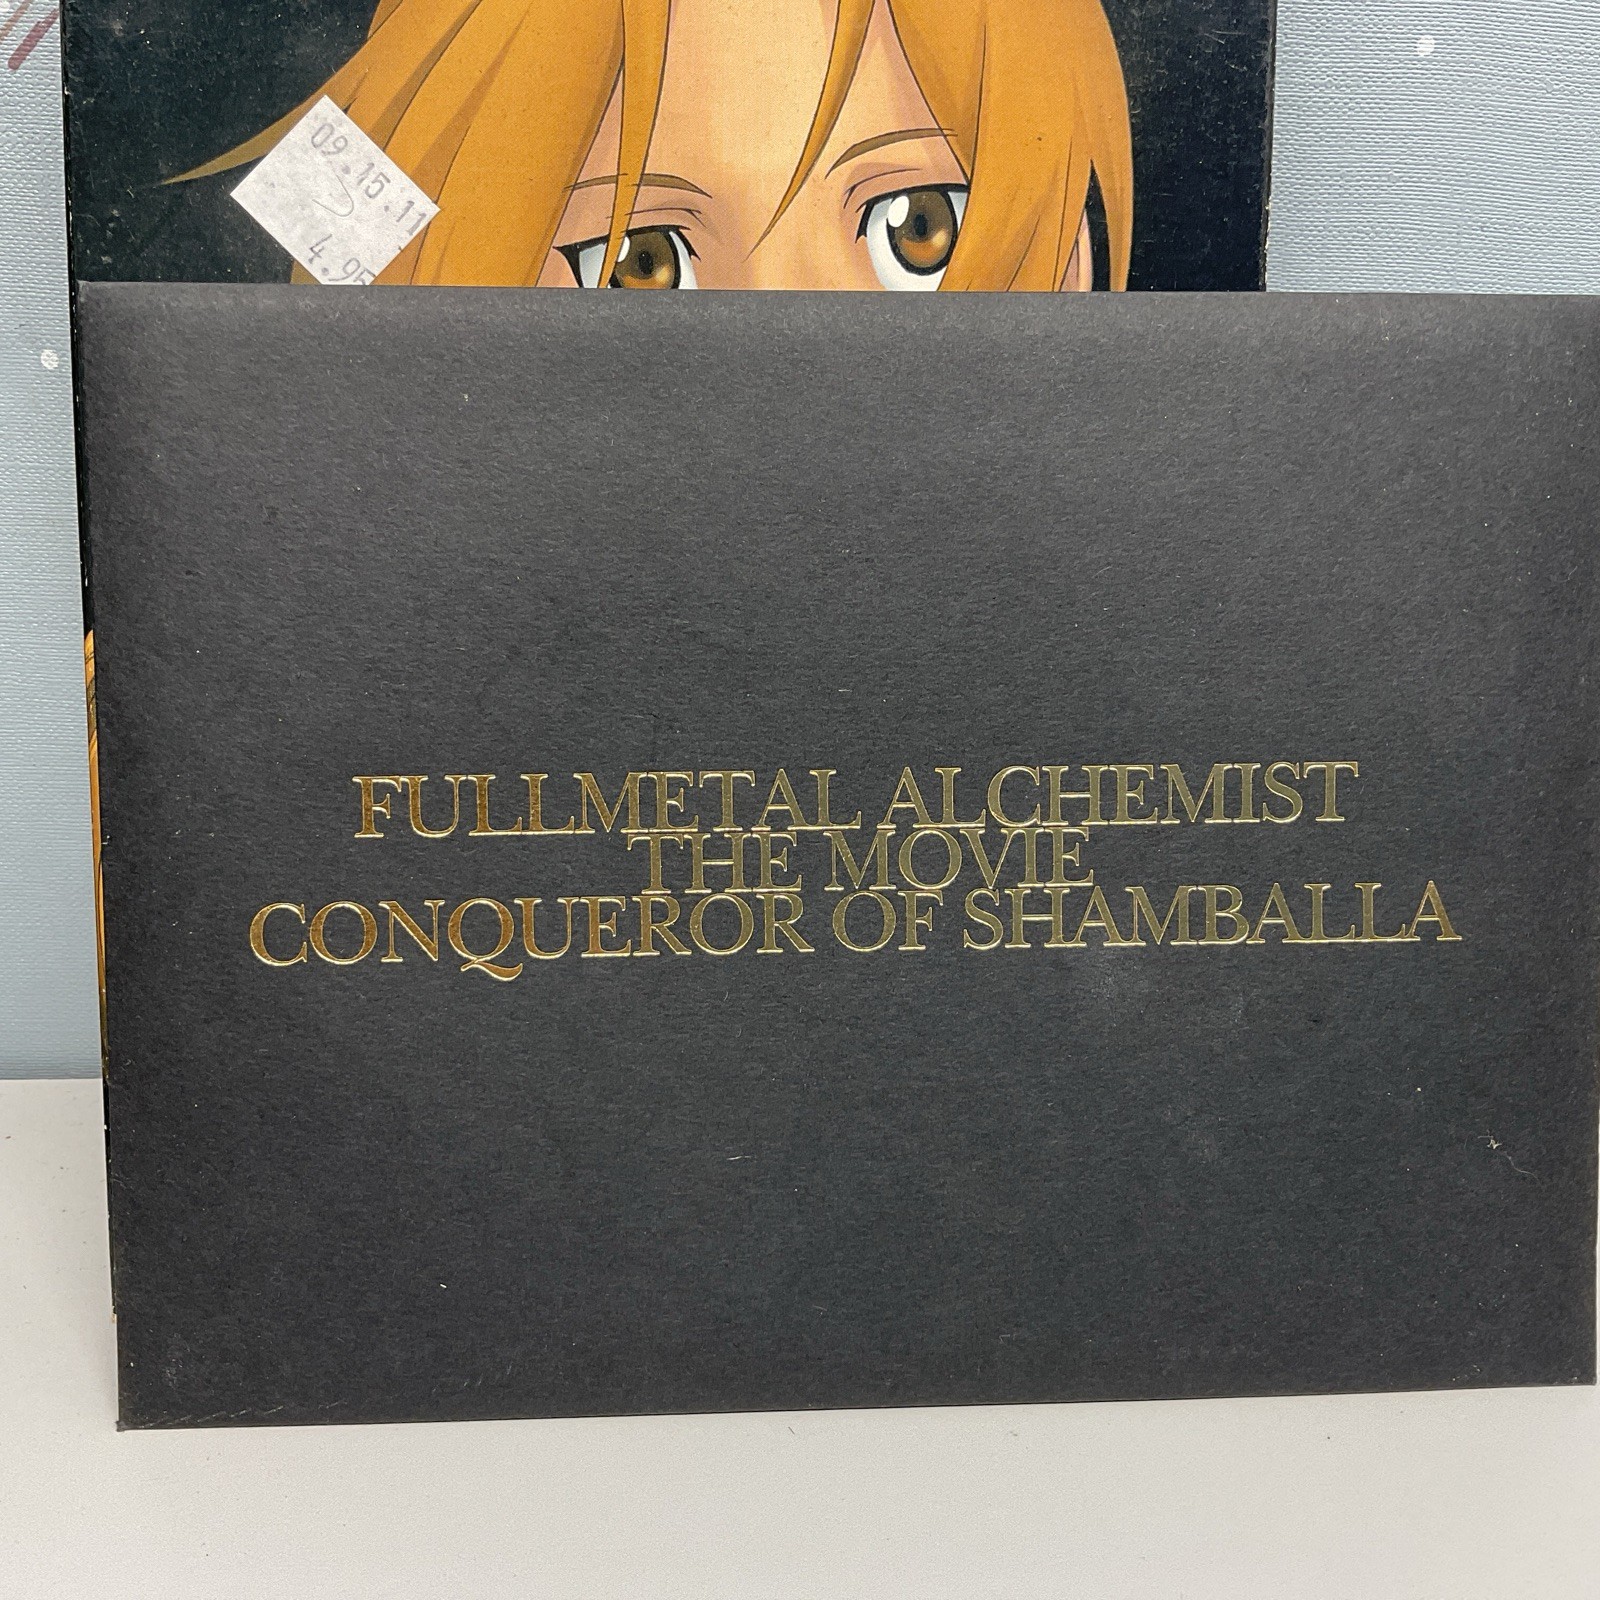 09.15.11
4.95
FULLMETAL ALCHEMIST
THE MOVIE
CONQUEROR OF SHAMBALLA